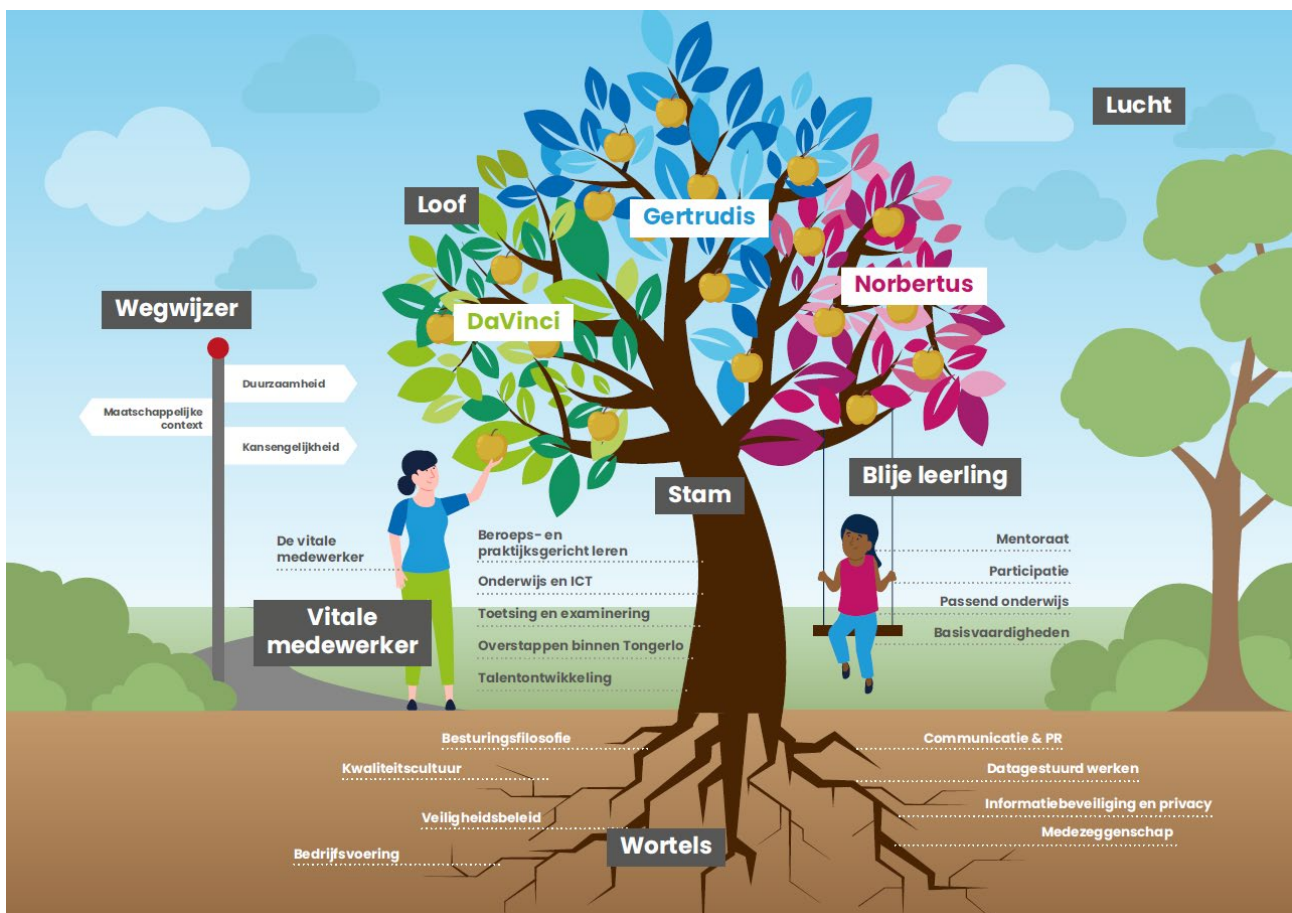 Lucht
Loof
Gertrudis
Norbertus
Wegwijzer
DaVinci
Duurzaamheid
Maatschappelijke
context
Kansengelijkheid
Blije leerling
Stam
De vitale
medewerker
Vitale
medewerker
Beroeps- en
praktijksgericht leren
Onderwijs en ICT
Toetsing en examinering
Overstappen binnen Tongerlo
Talentontwikkeling
Mentoraat
Participatie
Passend onderwijs
Basisvaardigheden
Besturingsfilosofie
Kwaliteitscultuur
Veiligheidsbeleid
Bedrijfsvoering
Wortels
Communicatie & PR
Datagestuurd werken
Informatiebeveiliging en privacy
Medezeggenschap